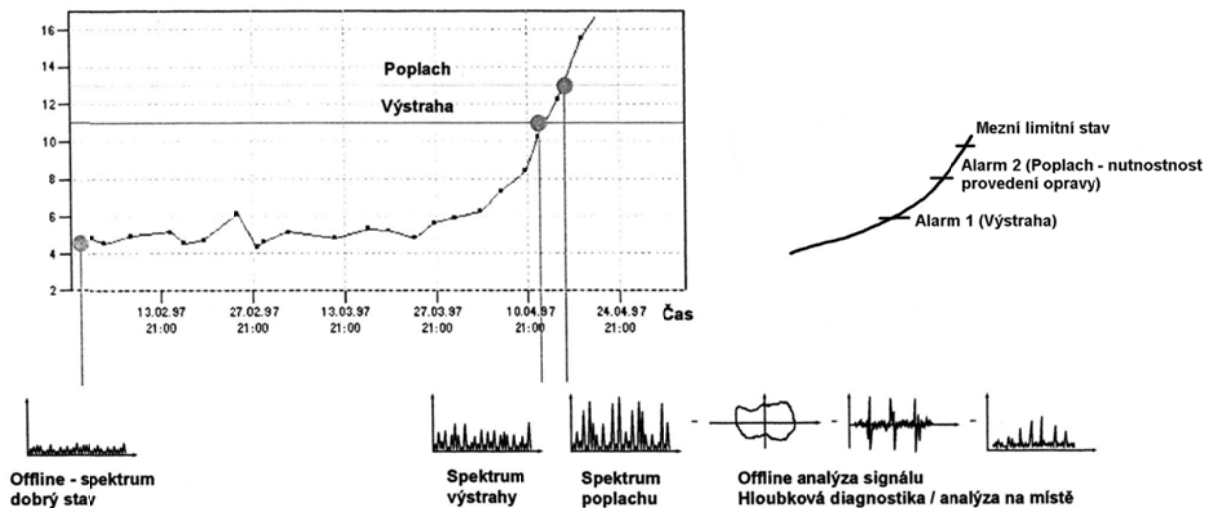 16
14
12
10
8
6
4
2
Poplach
Výstraha
13.02.97
21:00
27.02.97
21:00
13.03.97
21:00
27.03.97
21:00
10.04.97
21:00
24.04.97
21:00
Čas
Mezní limitní stav
Alarm 2 (Poplach - nutnostnost
provedení opravy)
Alarm 1 (Výstraha)
Offline - spektrum
dobrý stav
Spektrum
výstrahy
Spektrum
poplachu
Offline analýza signálu
Hloubková diagnostika / analýza na místě